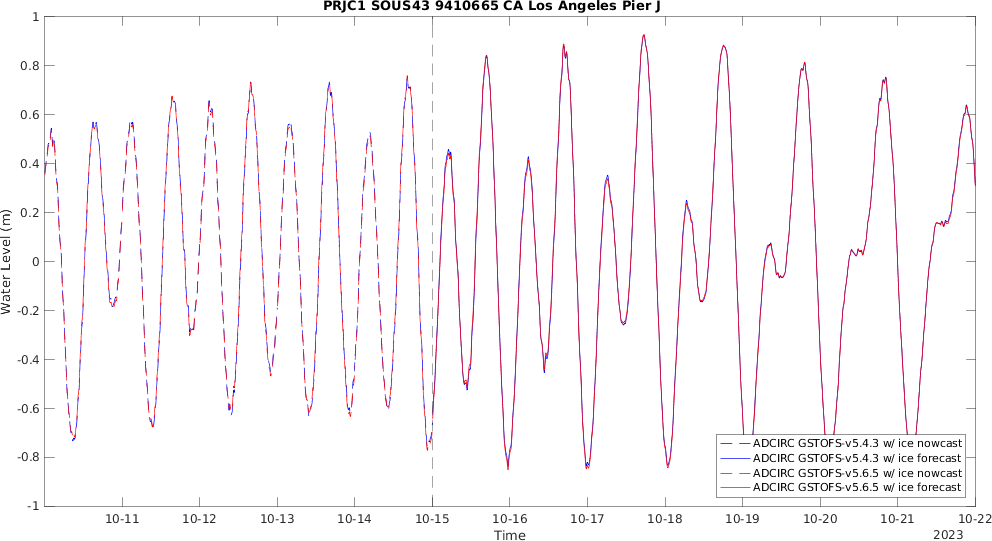 PRJC1 SOUS43 9410665 CA Los Angeles Pier J
Water Level (m)
1
0.8
0.6
0.4
0.2
0
-0.2
-0.4
-0.6
-0.8
-1
ADCIRC GSTOFS-v5.4.3 w/ ice nowcast
ADCIRC GSTOFS-v5.4.3 w/ ice forecast
ADCIRC GSTOFS-v5.6.5 w/ ice nowcast
ADCIRC GSTOFS-v5.6.5 w/ ice forecast
10-11 10-12 10-13 10-14 10-15 10-16 10-17 10-18 10-19 10-20 10-21 10-22
Time
2023